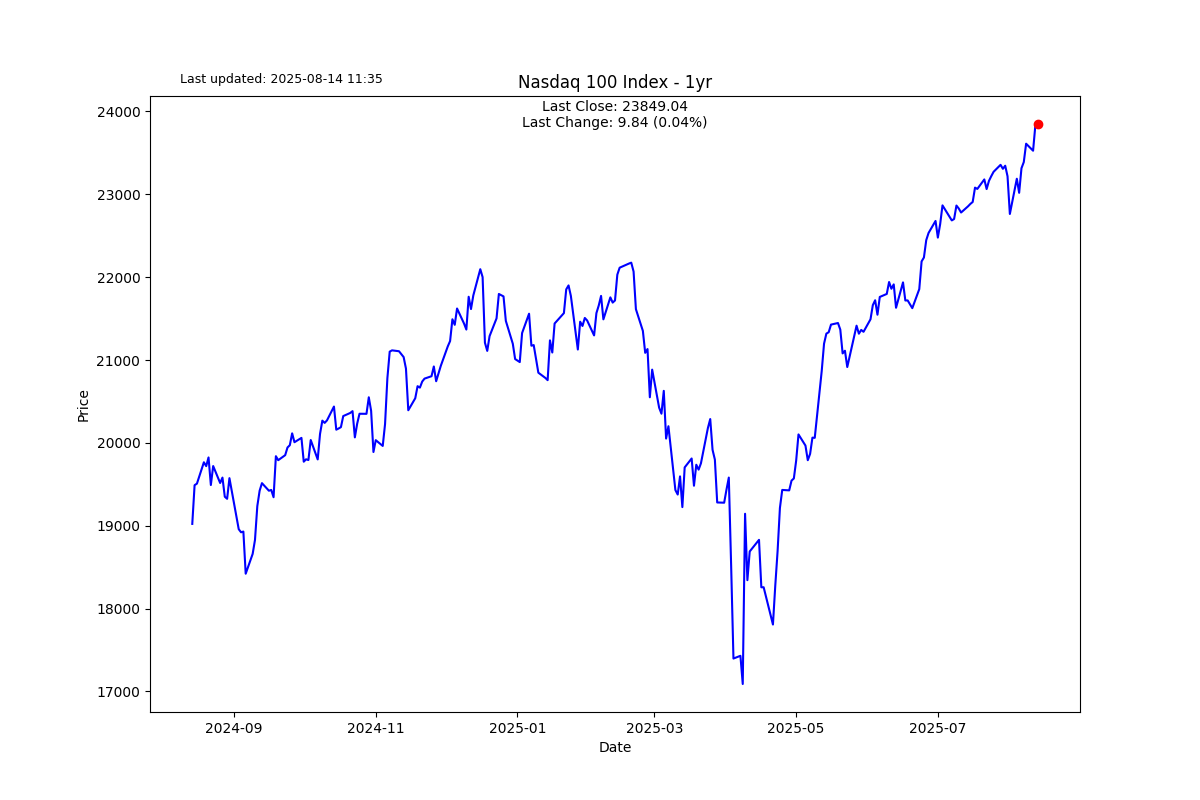 Last updated: 2025-08-14 11:35
Nasdaq 100 Index - 1yr
Last Close: 23849.04
Last Change: 9.84 (0.04%)
24000
23000
22000
21000
20000
19000
18000
17000
Price
2024-09
2024-11
2025-01
2025-03
2025-05
2025-07
Date